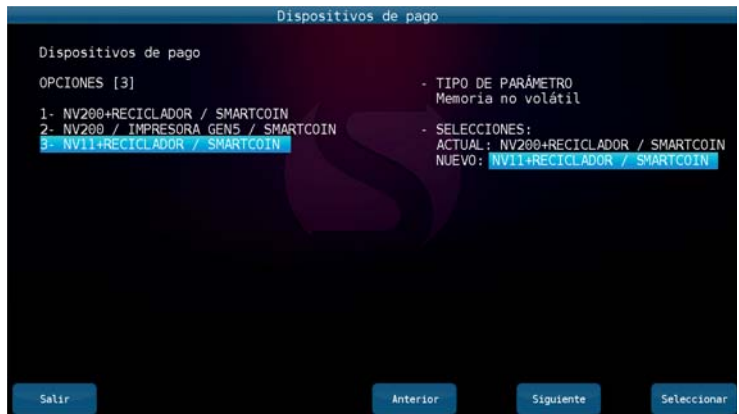 Dispositivos de pago
Dispositivos de pago
OPCIONES [3]
1- NV200+RECICLADOR / SMARTCOIN
2- NV200 / IMPRESORA GEN5 / SMARTCOIN
3- NV11+RECICLADOR / SMARTCOIN
- TIPO DE PARÁMETRO
Memoria no volátil
- SELECCIONES:
ACTUAL: NV200+RECICLADOR / SMARTCOIN
NUEVO: NV11+RECICLADOR / SMARTCOIN
Salir
Anterior
Siguiente
Seleccionar